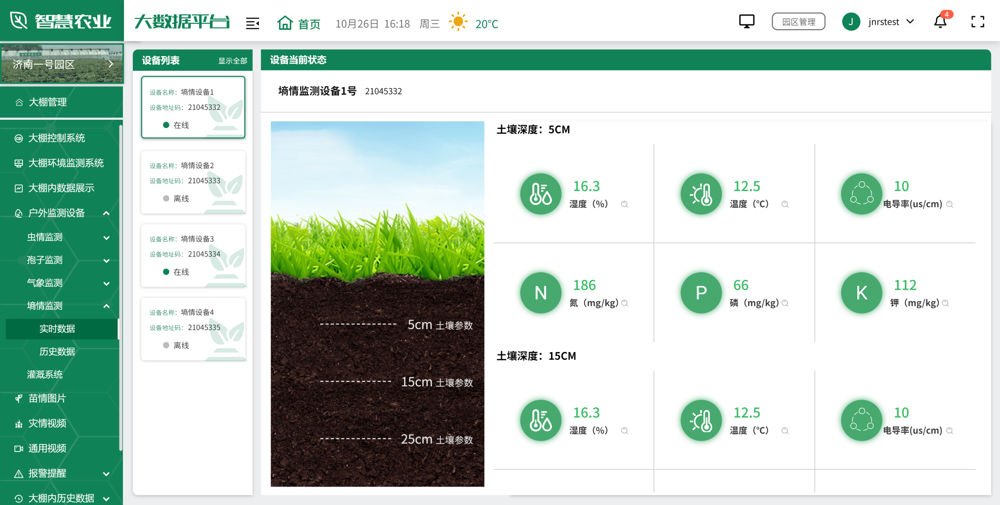 智慧农业
大数据平台
首页
10月26日 16:18 周三
20°C
园区管理
J
jnrstest
4
济南一号园区
大棚管理
大棚控制系统
大棚环境监测系统
大棚内数据展示
户外监测设备
虫情监测
孢子监测
气象监测
墒情监测
实时数据
历史数据
灌溉系统
苗情图片
灾情视频
通用视频
报警提醒
大棚内历史数据
设备列表 显示全部
设备名称：墒情设备1
设备地址码：21045332
在线
设备名称：墒情设备2
设备地址码：21045333
离线
设备名称：墒情设备3
设备地址码：21045334
在线
设备名称：墒情设备4
设备地址码：21045335
离线
设备当前状态
墒情监测设备1号 21045332
5cm 土壤参数
15cm 土壤参数
25cm 土壤参数
土壤深度：5CM
16.3
湿度（%）
12.5
温度（℃）
10
电导率(us/cm)
N
186
氮（mg/kg）
P
66
磷（mg/kg）
K
112
钾（mg/kg）
土壤深度：15CM
16.3
湿度（%）
12.5
温度（℃）
10
电导率(us/cm)